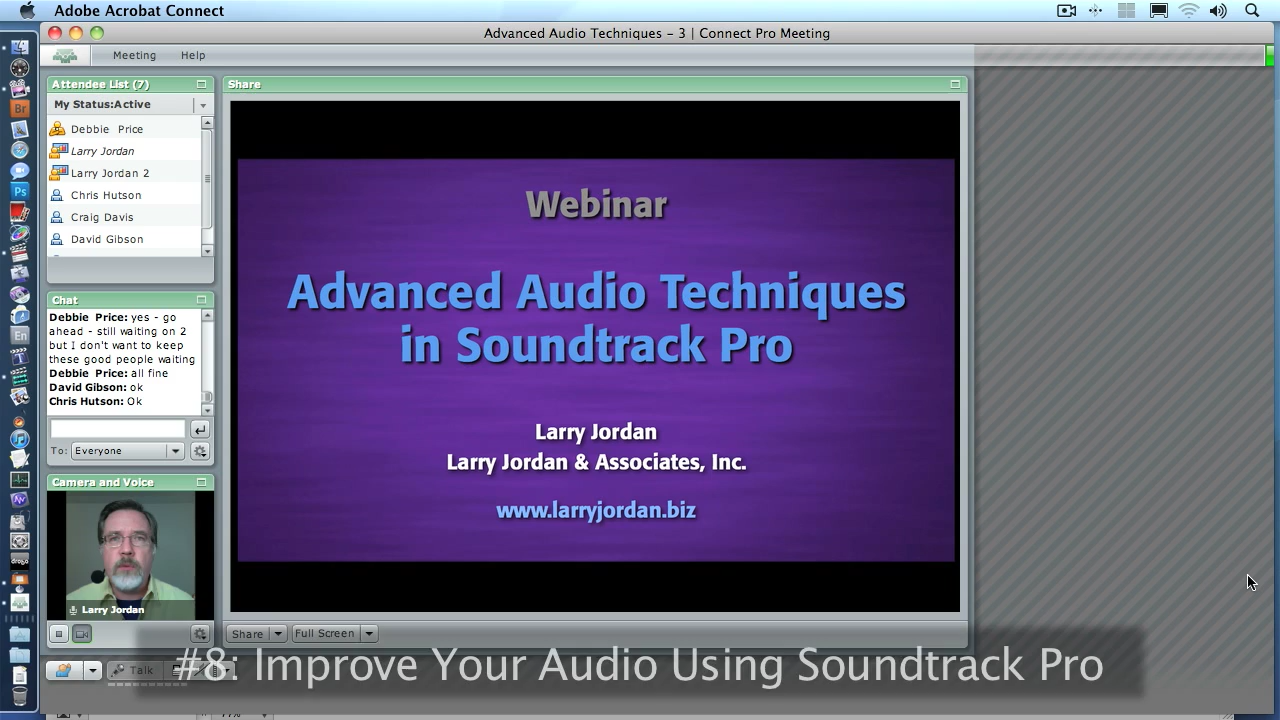 Adobe Acrobat Connect
Advanced Audio Techniques – 3 | Connect Pro Meeting
Meeting Help
Attendee List (7)
My Status:Active
Debbie Price
Larry Jordan
Larry Jordan 2
Chris Hutson
Craig Davis
David Gibson
Chat
Debbie Price: yes - go
ahead - still waiting on 2
but I don't want to keep
these good people waiting
Debbie Price: all fine
David Gibson: ok
Chris Hutson: Ok
To: Everyone
Camera and Voice
Larry Jordan
Talk
Share
Webinar
Advanced Audio Techniques
in Soundtrack Pro
Larry Jordan
Larry Jordan & Associates, Inc.
www.larryjordan.biz
Share Full Screen
#8: Improve Your Audio Using Soundtrack Pro
Br
Ps
En